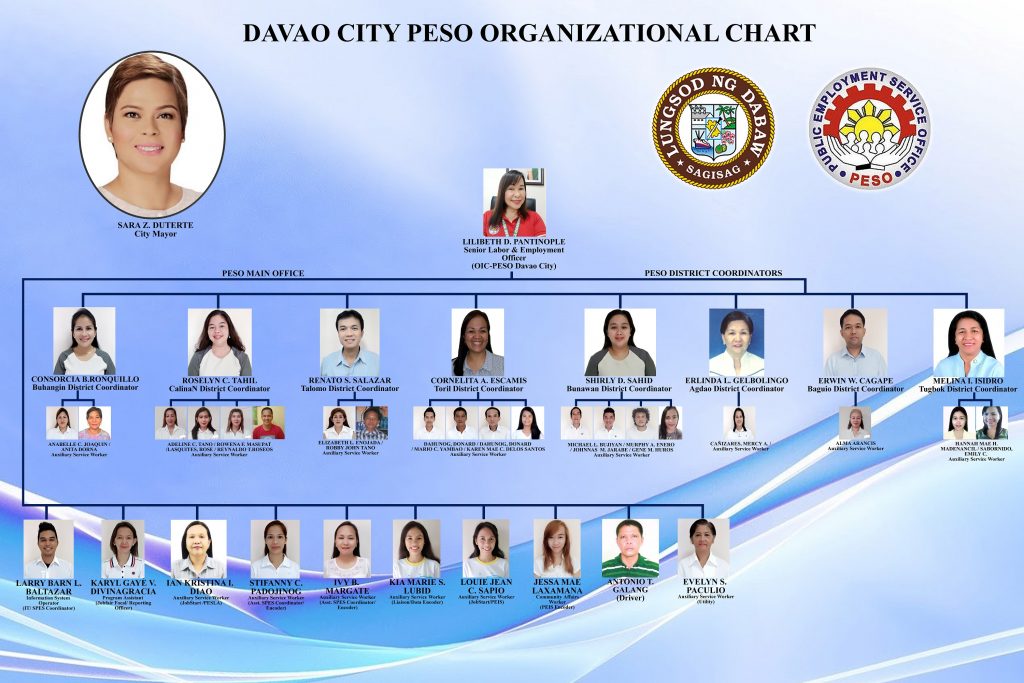 DAVAO CITY PESO ORGANIZATIONAL CHART
LUNGSOD NG DABAW
SAGISAG
PUBLIC EMPLOYMENT SERVICE OFFICE
PESO
SARA Z. DUTERTE
City Mayor
LILIBETH D. PANTINOPLE
Senior Labor & Employment
Officer
(OIC-PESO Davao City)
PESO MAIN OFFICE
PESO DISTRICT COORDINATORS
CONSORCIA B.RONQUILLO
Buhangin District Coordinator
ROSELYN C. TAHIL
CalinaN District Coordinator
RENATO S. SALAZAR
Talomo District Coordinator
CORNELITA A. ESCAMIS
Toril District Coordinator
SHIRLY D. SAHID
Bunawan District Coordinator
ERLINDA L. GELBOLINGO
Agdao District Coordinator
ERWIN W. CAGAPE
Baguio District Coordinator
MELINA I. ISIDRO
Tugbok District Coordinator
ANABELLE C. JOAQUIN /
ANITA DORNA
Auxiliary Service Worker
ADELINE C. TANO / ROWENA E. MASUPAT
/LASQUITES, ROSE / REYNALDO T.ROSEOS
Auxiliary Service Worker
ELIZABETH L. ENOJADA /
BOBBY JOHN TANO
Auxiliary Service Worker
DAHUNOG, DONARD / DAHUNOG, DONARD
/ MARIO C. YAMBAO / KAREN MAE C. DELOS SANTOS
Auxiliary Service Worker
MICHAEL L. BUJIYAN / MURPHY A. ENERO
/ JOHNNAS M. JARABE / GENE M. HUROS
Auxiliary Service Worker
CAÑIZARES, MERCY A. /
Auxiliary Service Worker
ALMA ABANCIS
Auxiliary Service Worker
HANNAH MAE H.
MADENANCIL / SABORNIDO,
EMILY C.
Auxiliary Service Worker
LARRY BARN L.
BALTAZAR
Information System
Operator
(IT/ SPES Coordinator)
KARYL GAYE V.
DIVINAGRACIA
Program Assistant
(Jobfair Focal/ Reporting
Officer)
IAN KRISTINA I.
DIAO
Auxiliary Service Worker
(JobStart /PESLA)
STIFANNY C.
PADOJINOG
Auxiliary Service Worker
(Asst. SPES Coordinator/
Encoder)
IVY B.
MARGATE
Auxiliary Service Worker
(Asst. SPES Coordinator/
Encoder)
KIA MARIE S.
LUBID
Auxiliary Service Worker
(Liaison/Data Encoder)
LOUIE JEAN
C. SAPIO
Auxiliary Service Worker
(JobStart/PEIS)
JESSA MAE
LAXAMANA
Community Affairs
Worker
(PEIS Encoder)
ANTONIO T.
GALANG
(Driver)
EVELYN S.
PACULIO
Auxiliary Service Worker
(Utility)